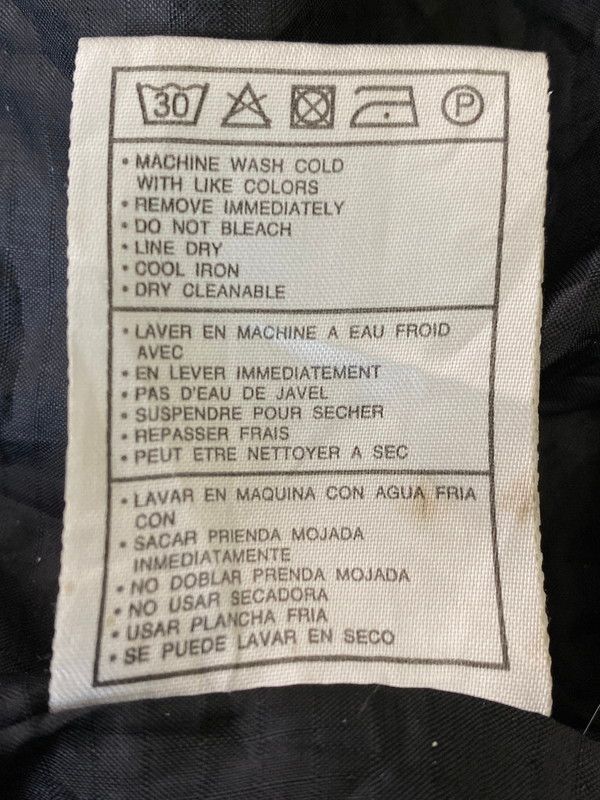 30 P
• MACHINE WASH COLD
WITH LIKE COLORS
• REMOVE IMMEDIATELY
• DO NOT BLEACH
• LINE DRY
• COOL IRON
• DRY CLEANABLE
• LAVER EN MACHINE A EAU FROID
AVEC
• EN LEVER IMMEDIATEMENT
• PAS D'EAU DE JAVEL
• SUSPENDRE POUR SECHER
• REPASSER FRAIS
• PEUT ETRE NETTOYER A SEC
• LAVAR EN MAQUINA CON AGUA FRIA
CON
• SACAR PRIENDA MOJADA
INMEDIATAMENTE
• NO DOBLAR PRENDA MOJADA
• NO USAR SECADORA
• USAR PLANCHA FRIA
• SE PUEDE LAVAR EN SECO